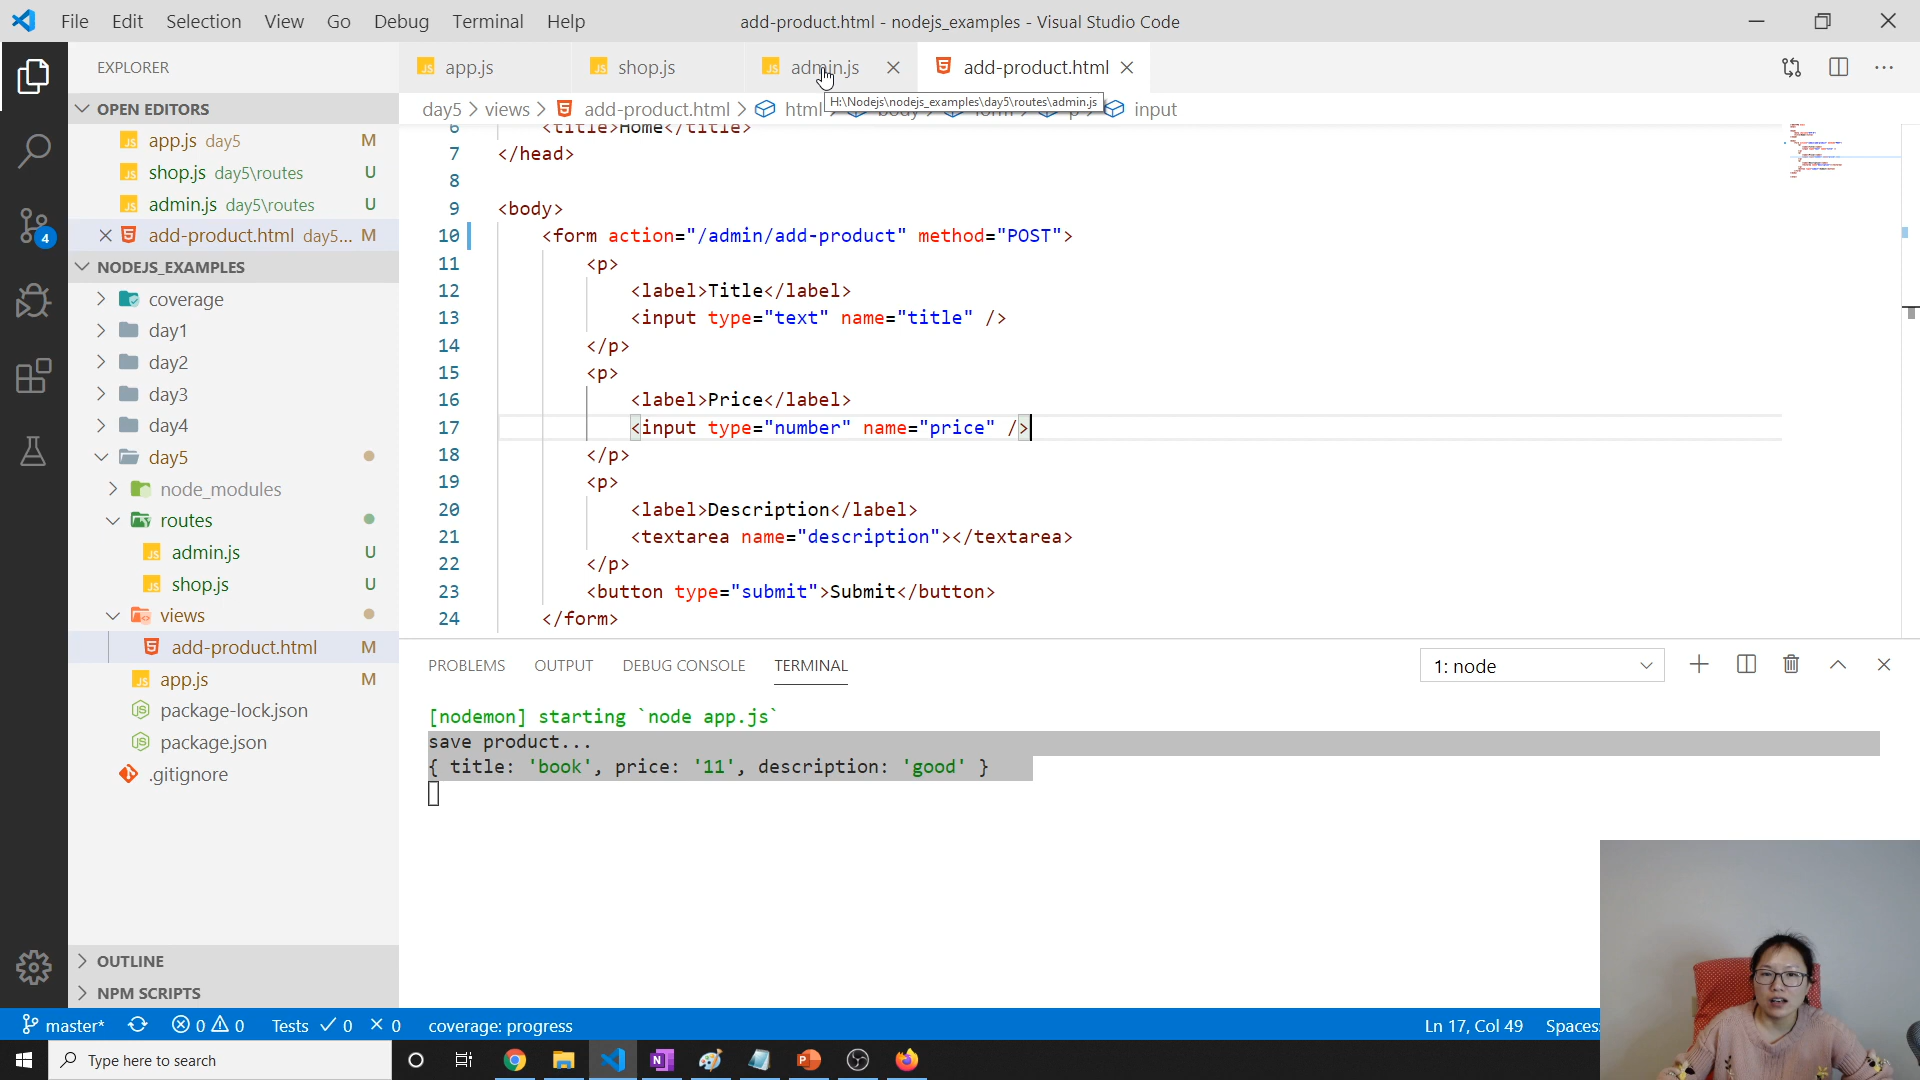 File Edit Selection View Go Debug Terminal Help
add-product.html - nodejs_examples - Visual Studio Code
EXPLORER
OPEN EDITORS
app.js day5 M
shop.js day5\routes U
admin.js day5\routes U
add-product.html day5... M
NODEJS_EXAMPLES
coverage
day1
day2
day3
day4
day5
node_modules
routes
admin.js U
shop.js U
views
add-product.html M
app.js M
package-lock.json
package.json
.gitignore
OUTLINE
NPM SCRIPTS
app.js shop.js admin.js add-product.html
day5 > views > add-product.html > html
H:\Nodejs\nodejs_examples\day5\routes\admin.js
input
6 <title>Home</title>
7 </head>
8
9 <body>
10 <form action="/admin/add-product" method="POST">
11 <p>
12 <label>Title</label>
13 <input type="text" name="title" />
14 </p>
15 <p>
16 <label>Price</label>
17 <input type="number" name="price" />
18 </p>
19 <p>
20 <label>Description</label>
21 <textarea name="description"></textarea>
22 </p>
23 <button type="submit">Submit</button>
24 </form>
PROBLEMS OUTPUT DEBUG CONSOLE TERMINAL
1: node
[nodemon] starting `node app.js`
save product...
{ title: 'book', price: '11', description: 'good' }
4
master* 0 0 Tests 0 0 coverage: progress
Ln 17, Col 49 Spaces:
Type here to search